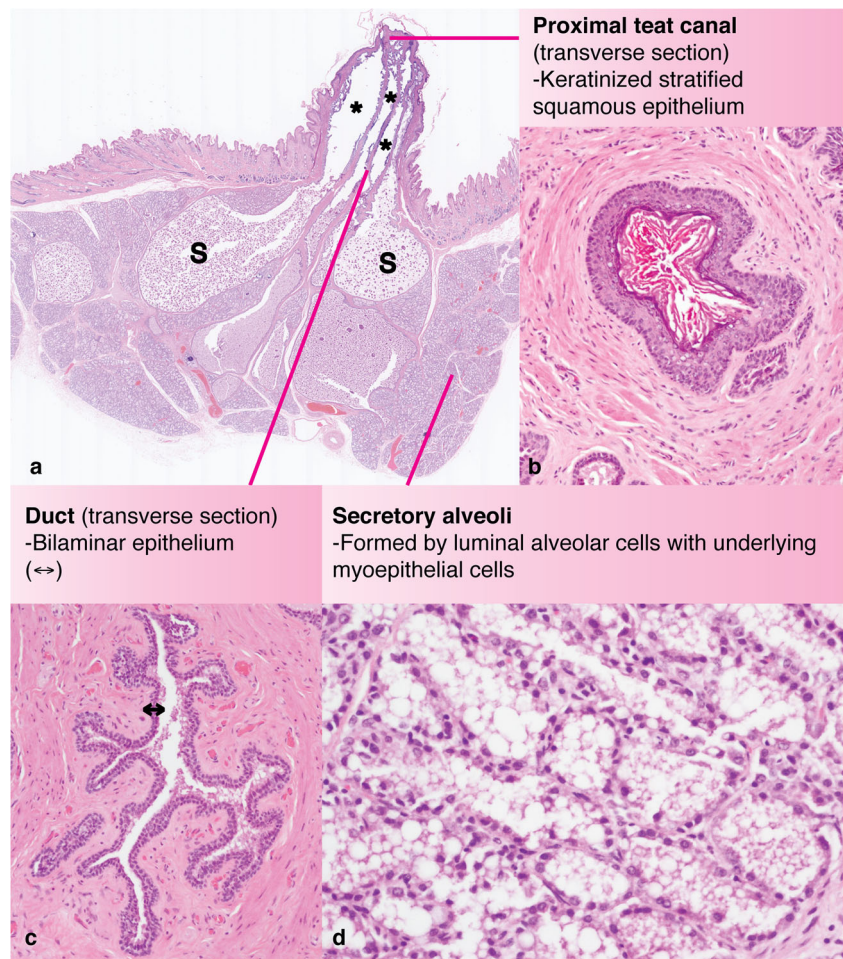 Proximal teat canal
(transverse section)
-Keratinized stratified
squamous epithelium
*
*
*
S
S
a
b
Duct (transverse section)
-Bilaminar epithelium
(↔)
Secretory alveoli
-Formed by luminal alveolar cells with underlying
myoepithelial cells
c
d